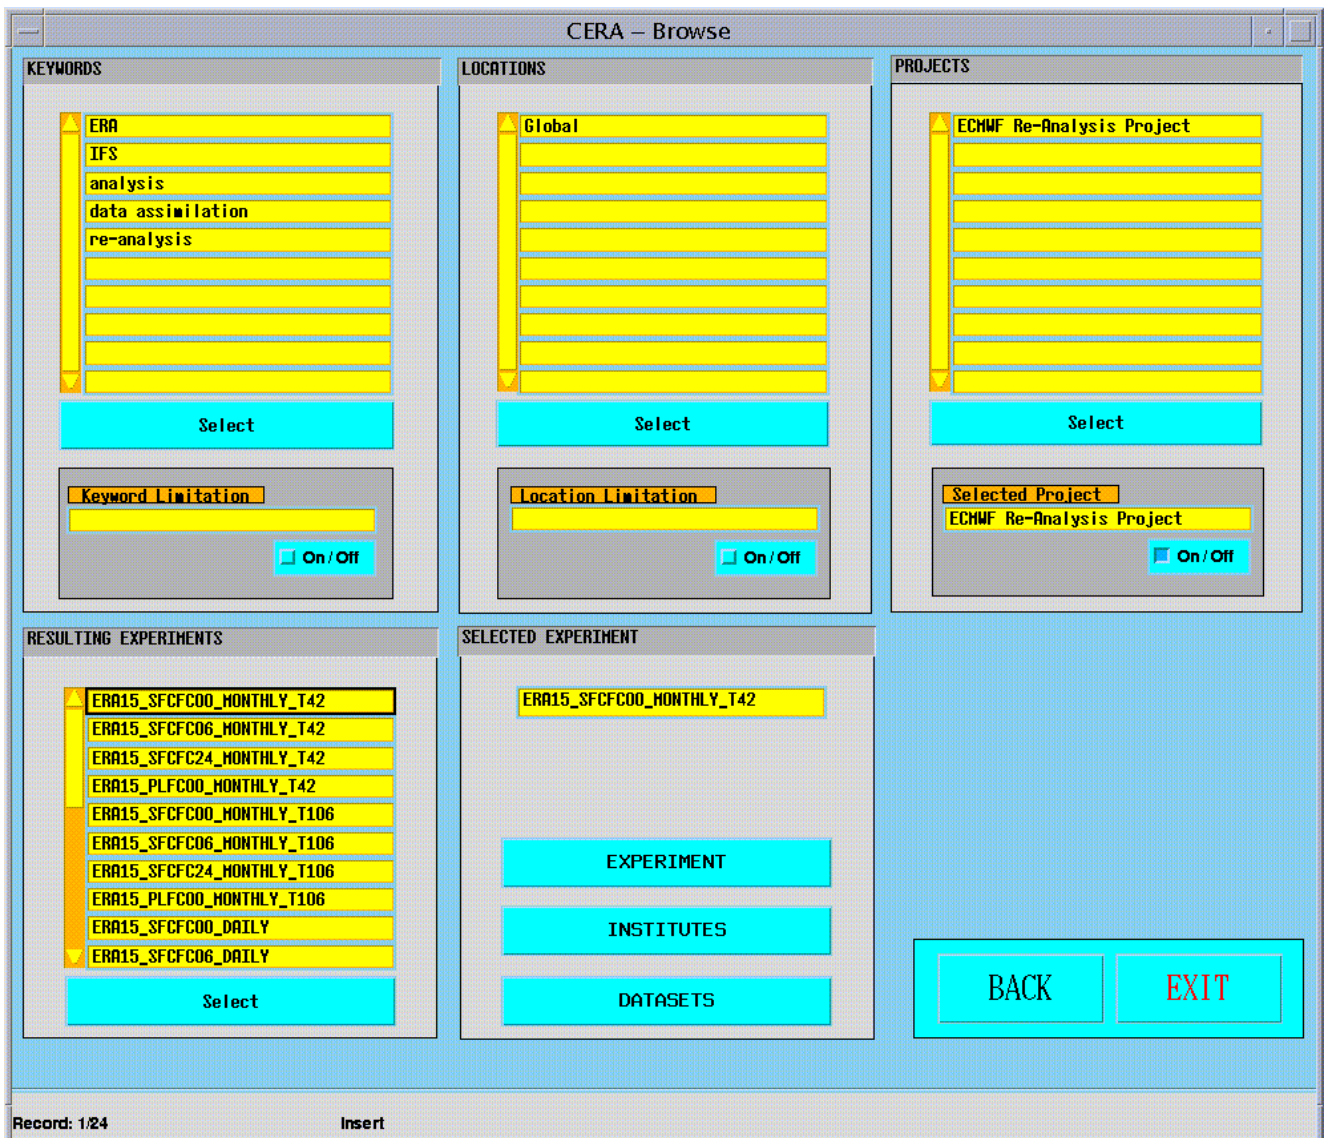 CERA – Browse
KEYWORDS
ERA
IFS
analysis
data assimilation
re-analysis
Select
Keyword Limitation
On / Off
LOCATIONS
Global
Select
Location Limitation
On / Off
PROJECTS
ECMWF Re-Analysis Project
Select
Selected Project
ECMWF Re-Analysis Project
On / Off
RESULTING EXPERIMENTS
ERA15_SFCFC00_MONTHLY_T42
ERA15_SFCFC06_MONTHLY_T42
ERA15_SFCFC24_MONTHLY_T42
ERA15_PLFC00_MONTHLY_T42
ERA15_SFCFC00_MONTHLY_T106
ERA15_SFCFC06_MONTHLY_T106
ERA15_SFCFC24_MONTHLY_T106
ERA15_PLFC00_MONTHLY_T106
ERA15_SFCFC00_DAILY
ERA15_SFCFC06_DAILY
Select
SELECTED EXPERIMENT
ERA15_SFCFC00_MONTHLY_T42
EXPERIMENT
INSTITUTES
DATASETS
BACK EXIT
Record: 1/24 Insert